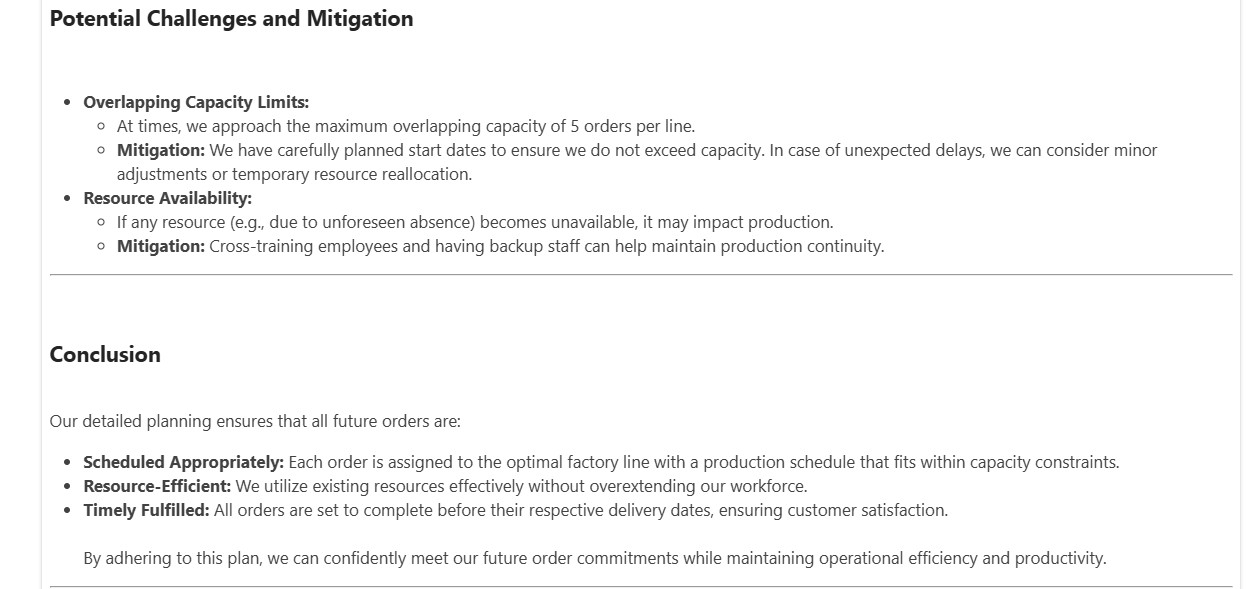 Potential Challenges and Mitigation
• Overlapping Capacity Limits:
◦ At times, we approach the maximum overlapping capacity of 5 orders per line.
◦ Mitigation: We have carefully planned start dates to ensure we do not exceed capacity. In case of unexpected delays, we can consider minor
adjustments or temporary resource reallocation.
• Resource Availability:
◦ If any resource (e.g., due to unforeseen absence) becomes unavailable, it may impact production.
◦ Mitigation: Cross-training employees and having backup staff can help maintain production continuity.
Conclusion
Our detailed planning ensures that all future orders are:
• Scheduled Appropriately: Each order is assigned to the optimal factory line with a production schedule that fits within capacity constraints.
• Resource-Efficient: We utilize existing resources effectively without overextending our workforce.
• Timely Fulfilled: All orders are set to complete before their respective delivery dates, ensuring customer satisfaction.
By adhering to this plan, we can confidently meet our future order commitments while maintaining operational efficiency and productivity.